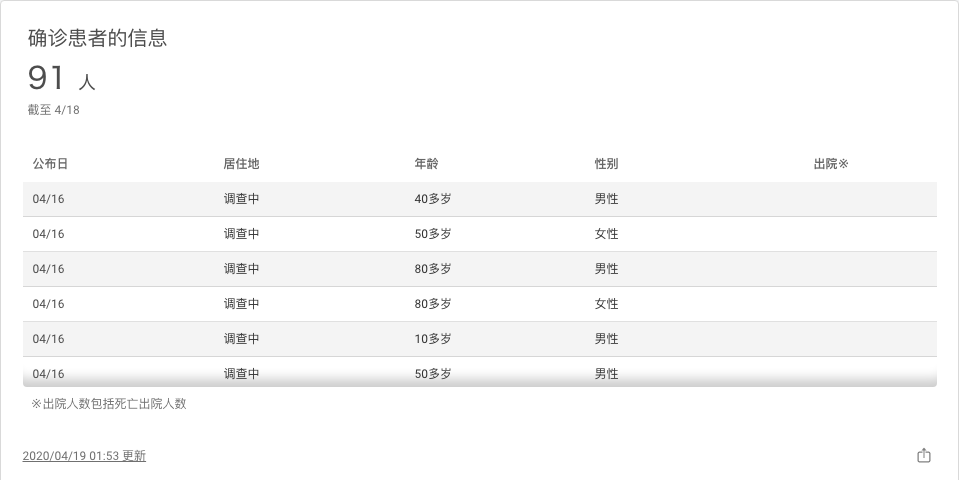 确诊患者的信息
91 人
截至 4/18
公布日 居住地 年龄 性别 出院※
04/16 调查中 40多岁 男性
04/16 调查中 50多岁 女性
04/16 调查中 80多岁 男性
04/16 调查中 80多岁 女性
04/16 调查中 10多岁 男性
04/16 调查中 50多岁 男性
※出院人数包括死亡出院人数
2020/04/19 01:53 更新